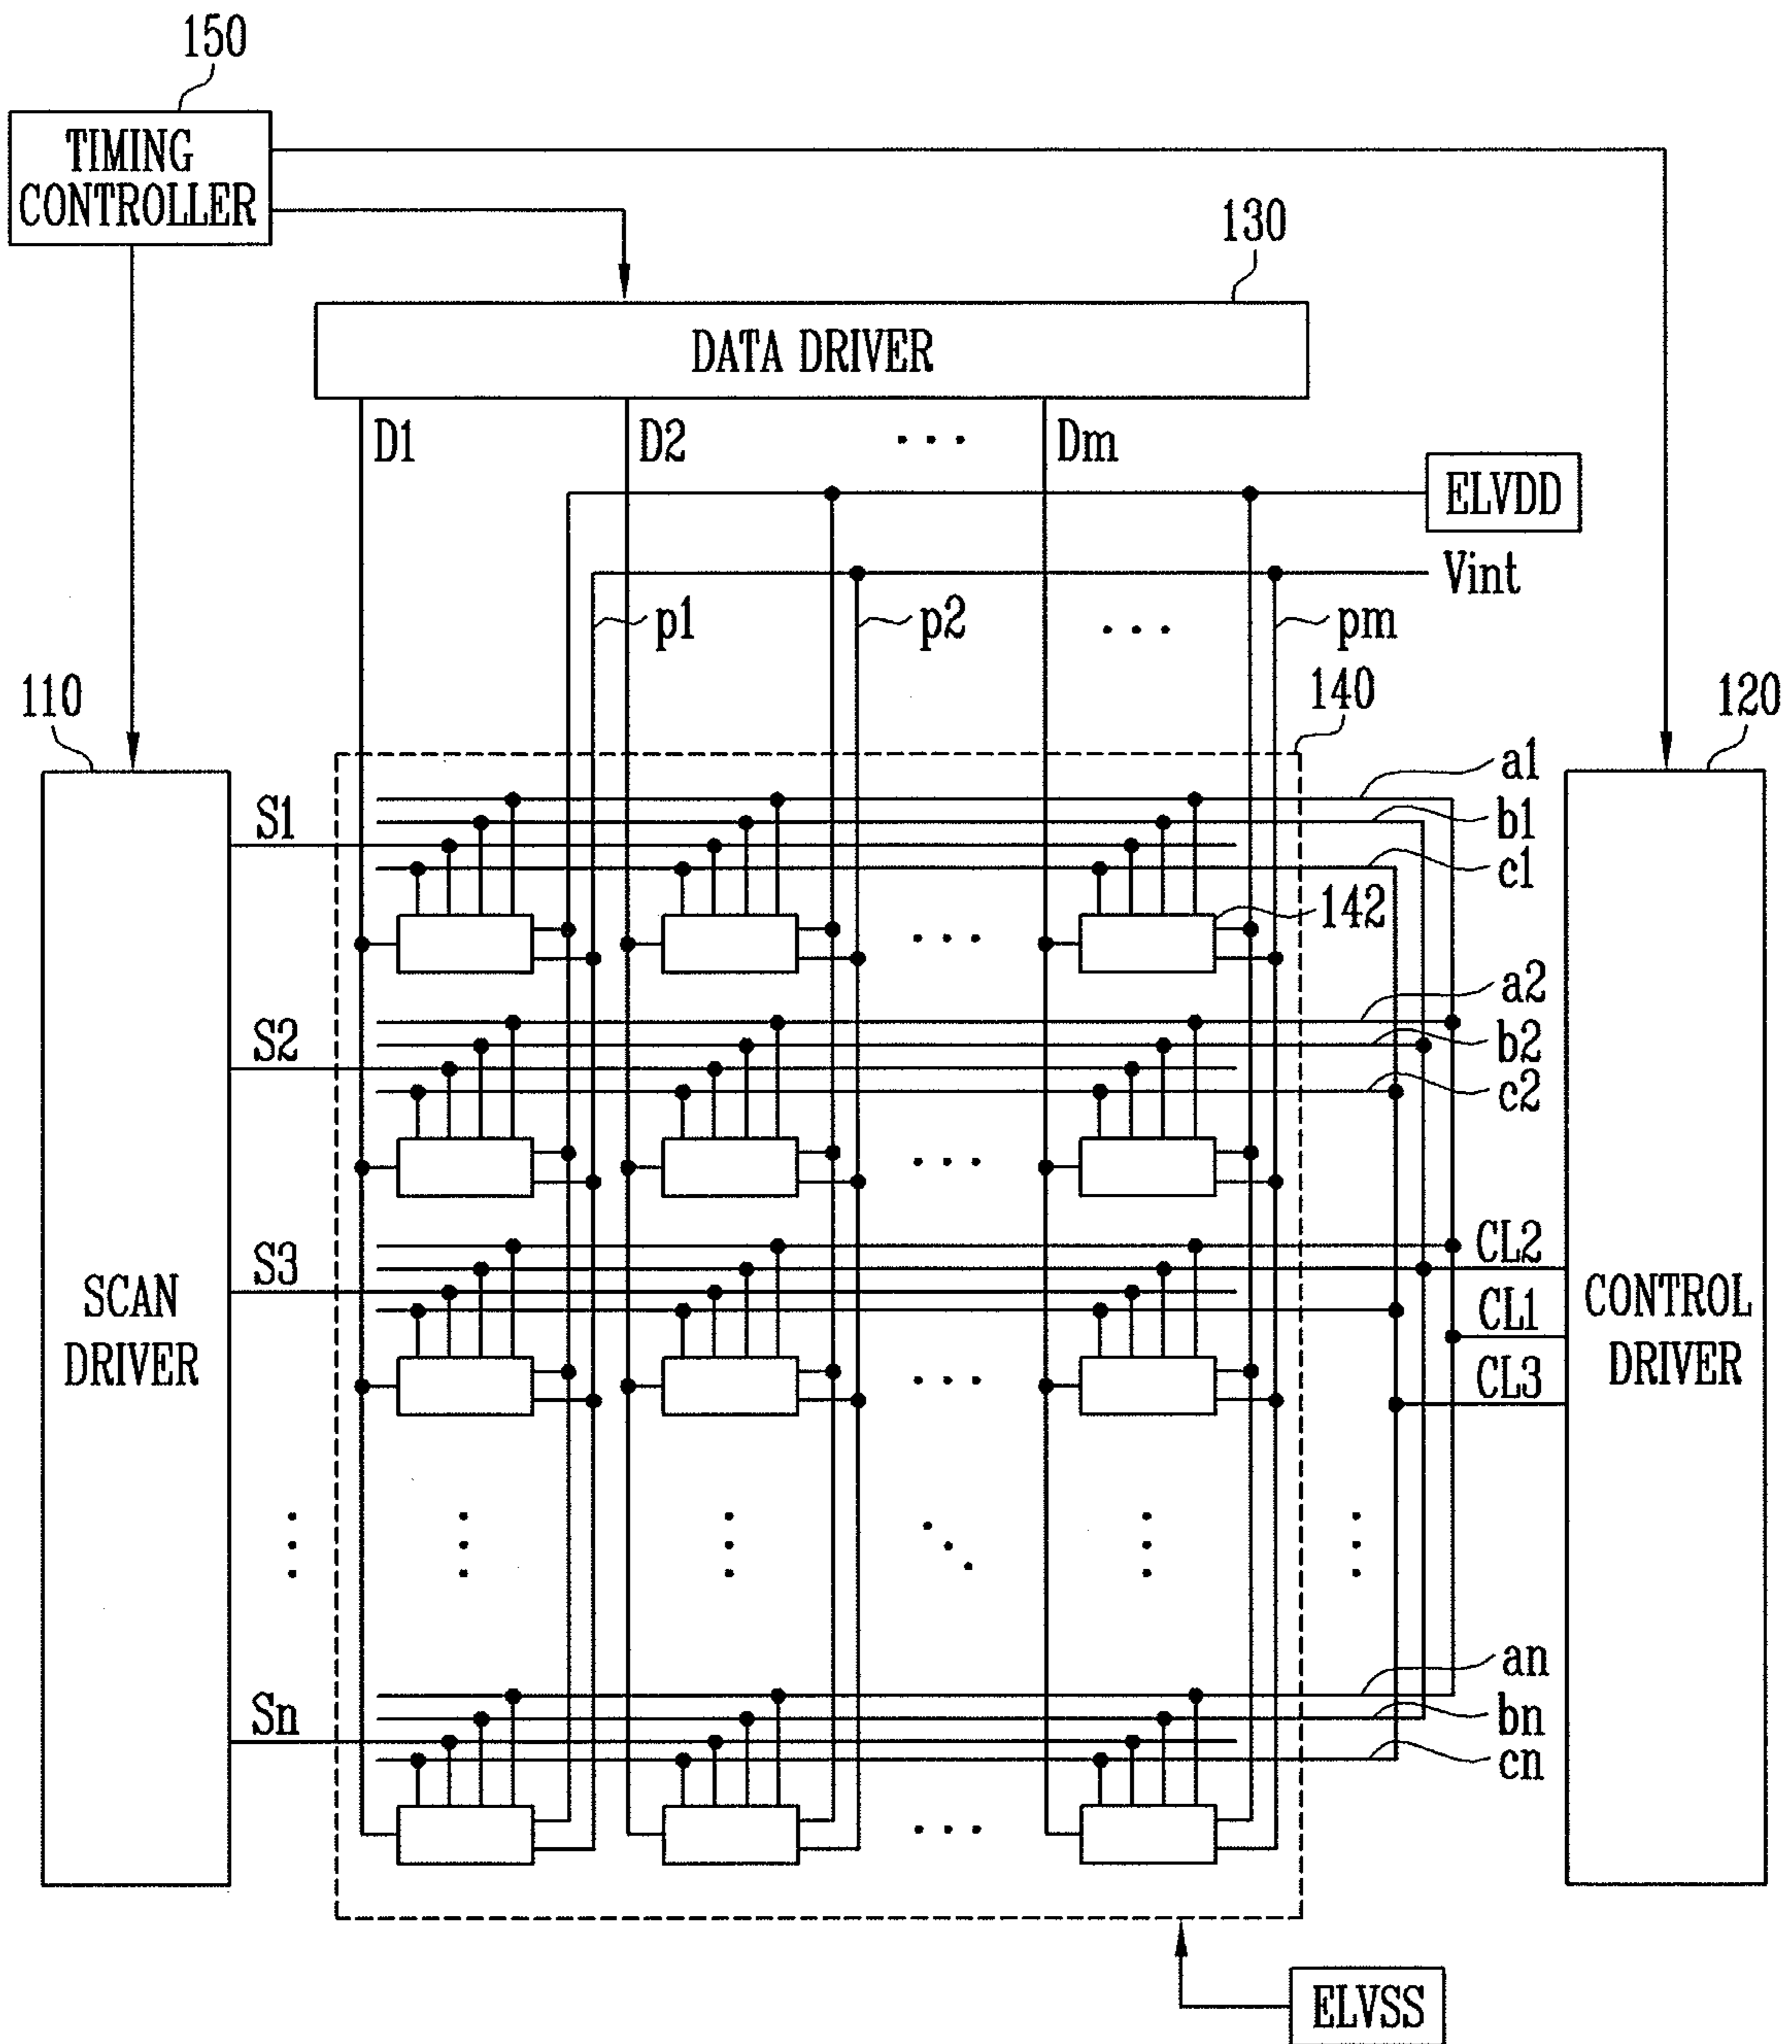 150
TIMING
CONTROLLER
130
DATA DRIVER
D1
D2
Dm
ELVDD
Vint
p1
p2
pm
110
140
120
a1
S1
b1
c1
142
a2
S2
b2
c2
S3
CL2
SCAN
DRIVER
CONTROL
DRIVER
CL1
CL3
an
Sn
bn
cn
ELVSS